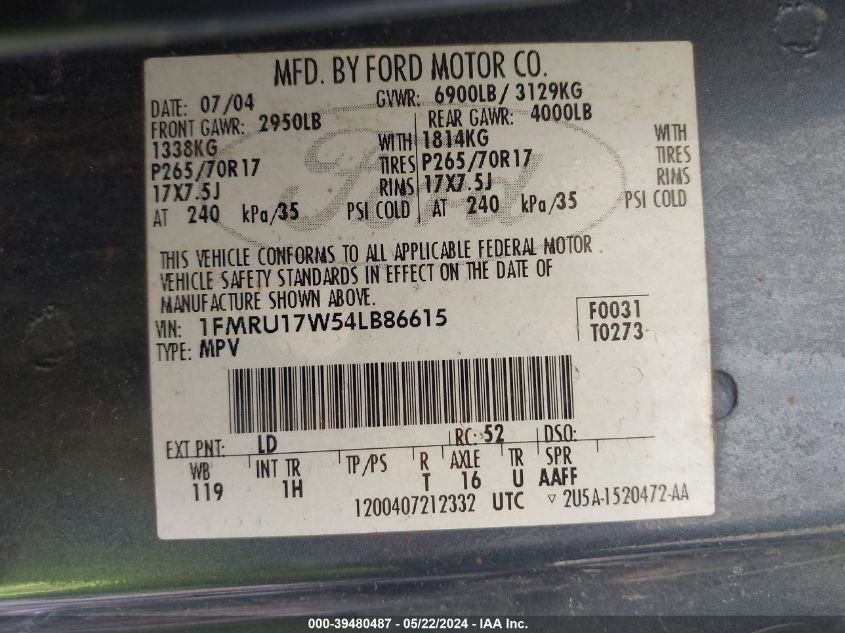 MFD. BY FORD MOTOR CO.
DATE: 07/04 GVWR: 6900LB/ 3129KG
FRONT GAWR: 2950LB REAR GAWR: 4000LB
1338KG WITH 1814KG WITH
P265/70R17 TIRES P265/70R17 TIRES
17X7.5J RIMS 17X7.5J RIMS
AT 240 kPa/35 PSI COLD AT 240 kPa/35 PSI COLD
Ford
THIS VEHICLE CONFORMS TO ALL APPLICABLE FEDERAL MOTOR
VEHICLE SAFETY STANDARDS IN EFFECT ON THE DATE OF
MANUFACTURE SHOWN ABOVE.
VIN: 1FMRU17W54LB86615 F0031
TYPE: MPV T0273
EXT PNT: LD RC: 52 DSO:
WB INT TR TP/PS R AXLE TR SPR
119 1H T 16 U AAFF
1200407212332 UTC ▽ 2U5A-1520472-AA
000-39480487 - 05/22/2024 - IAA Inc.